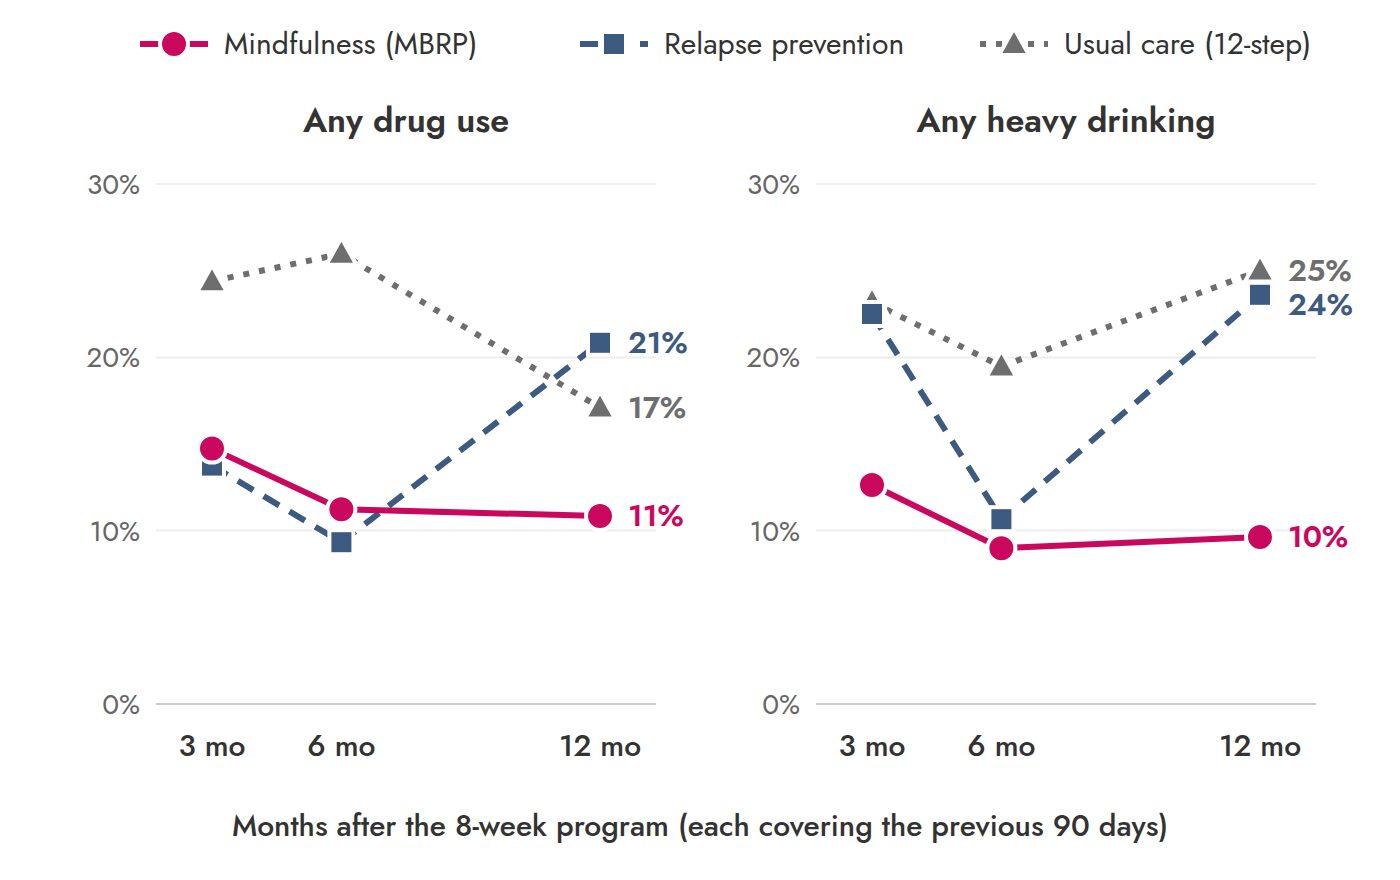 Mindfulness (MBRP) Relapse prevention Usual care (12-step)
Any drug use
30%
20%
10%
0%
21%
17%
11%
3 mo 6 mo 12 mo
Any heavy drinking
30%
20%
10%
0%
25%
24%
10%
3 mo 6 mo 12 mo
Months after the 8-week program (each covering the previous 90 days)